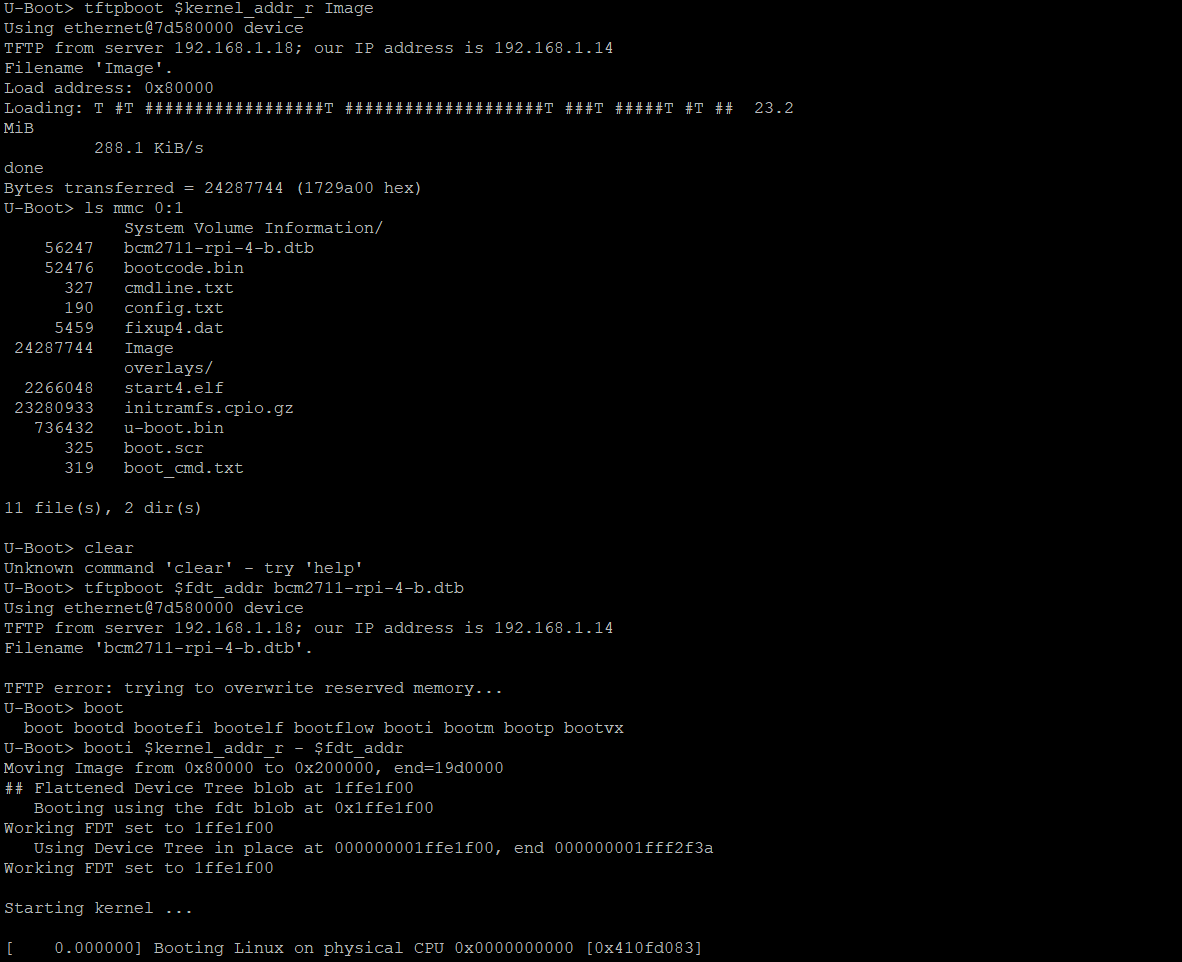 U-Boot> tftpboot $kernel_addr_r Image
Using ethernet@7d580000 device
TFTP from server 192.168.1.18; our IP address is 192.168.1.14
Filename 'Image'.
Load address: 0x80000
Loading: T #T ##################T ####################T ###T #####T #T ##  23.2
MiB
         288.1 KiB/s
done
Bytes transferred = 24287744 (1729a00 hex)
U-Boot> ls mmc 0:1
            System Volume Information/
    56247   bcm2711-rpi-4-b.dtb
    52476   bootcode.bin
      327   cmdline.txt
      190   config.txt
     5459   fixup4.dat
 24287744   Image
            overlays/
  2266048   start4.elf
 23280933   initramfs.cpio.gz
   736432   u-boot.bin
      325   boot.scr
      319   boot_cmd.txt

11 file(s), 2 dir(s)

U-Boot> clear
Unknown command 'clear' - try 'help'
U-Boot> tftpboot $fdt_addr bcm2711-rpi-4-b.dtb
Using ethernet@7d580000 device
TFTP from server 192.168.1.18; our IP address is 192.168.1.14
Filename 'bcm2711-rpi-4-b.dtb'.

TFTP error: trying to overwrite reserved memory...
U-Boot> boot
  boot bootd bootefi bootelf bootflow booti bootm bootp bootvx
U-Boot> booti $kernel_addr_r - $fdt_addr
Moving Image from 0x80000 to 0x200000, end=19d0000
## Flattened Device Tree blob at 1ffe1f00
   Booting using the fdt blob at 0x1ffe1f00
Working FDT set to 1ffe1f00
   Using Device Tree in place at 000000001ffe1f00, end 000000001fff2f3a
Working FDT set to 1ffe1f00

Starting kernel ...

[    0.000000] Booting Linux on physical CPU 0x0000000000 [0x410fd083]